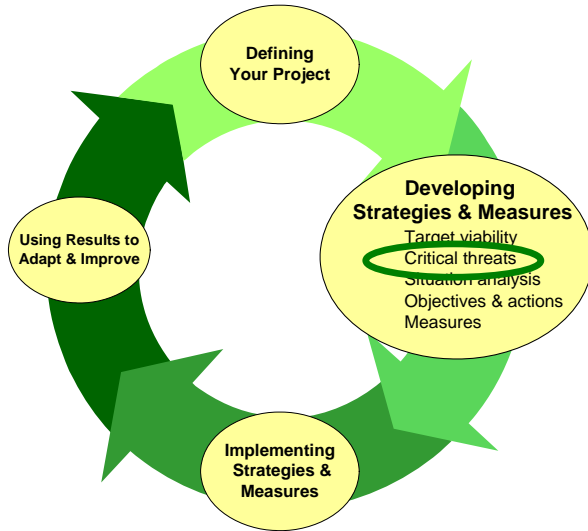 Defining
Your Project
Developing
Strategies & Measures
Target viability
Critical threats
Situation analysis
Objectives & actions
Measures
Implementing
Strategies &
Measures
Using Results to
Adapt & Improve